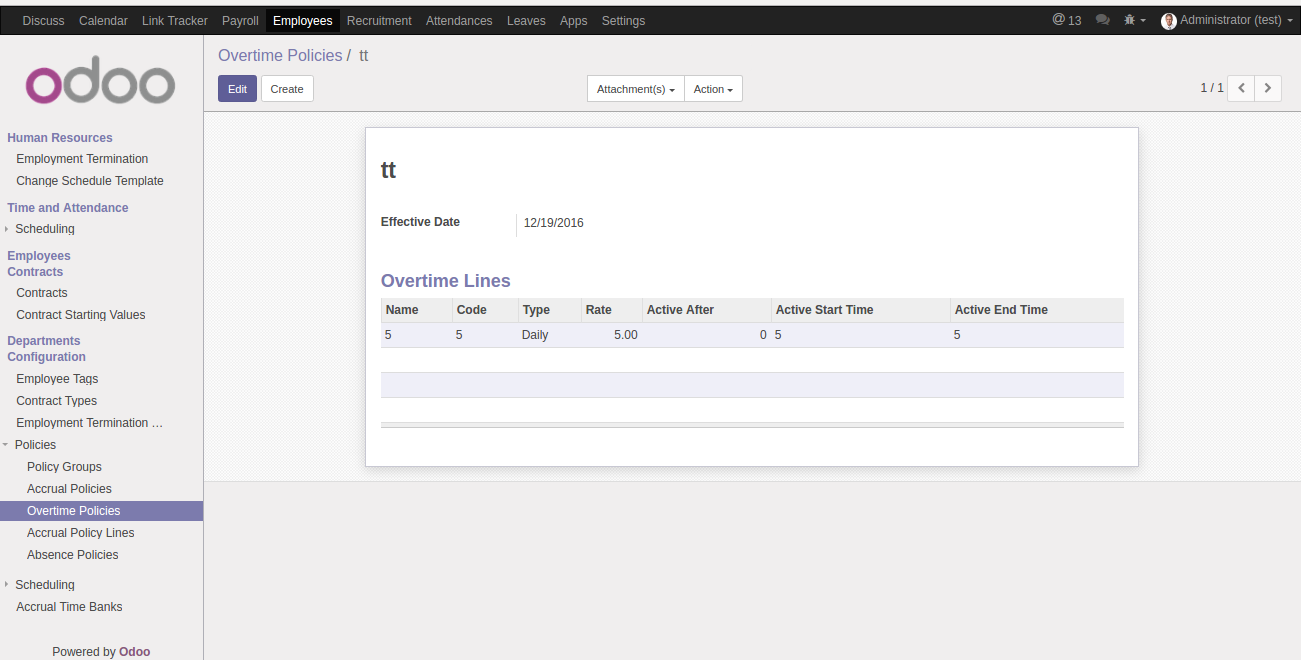 Discuss Calendar Link Tracker Payroll Employees Recruitment Attendances Leaves Apps Settings @ 13 Administrator (test)
odoo
Overtime Policies / tt
Edit Create Attachment(s) Action 1 / 1
Human Resources
Employment Termination
Change Schedule Template
Time and Attendance
Scheduling
Employees
Contracts
Contracts
Contract Starting Values
Departments
Configuration
Employee Tags
Contract Types
Employment Termination ...
Policies
Policy Groups
Accrual Policies
Overtime Policies
Accrual Policy Lines
Absence Policies
Scheduling
Accrual Time Banks
Powered by Odoo
tt
Effective Date 12/19/2016
Overtime Lines
Name Code Type Rate Active After Active Start Time Active End Time
5 5 Daily 5.00 0 5 5